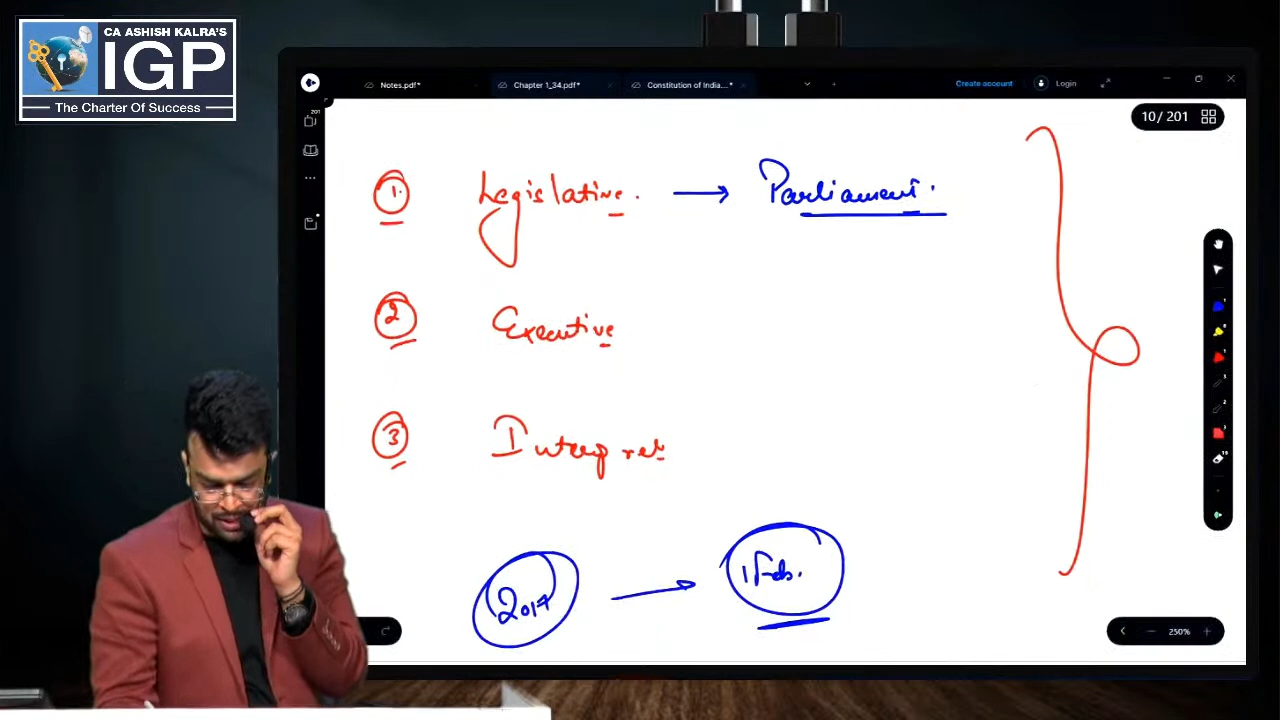 CA ASHISH KALRA'S
IGP
The Charter Of Success
Notes.pdf*
Chapter 1_34.pdf*
Constitution of India....*
Create account
Login
201
10/ 201
1. Legislative. → Parliament.
2 Executive
3 Interpret
2017 → 1 Feb.
250%